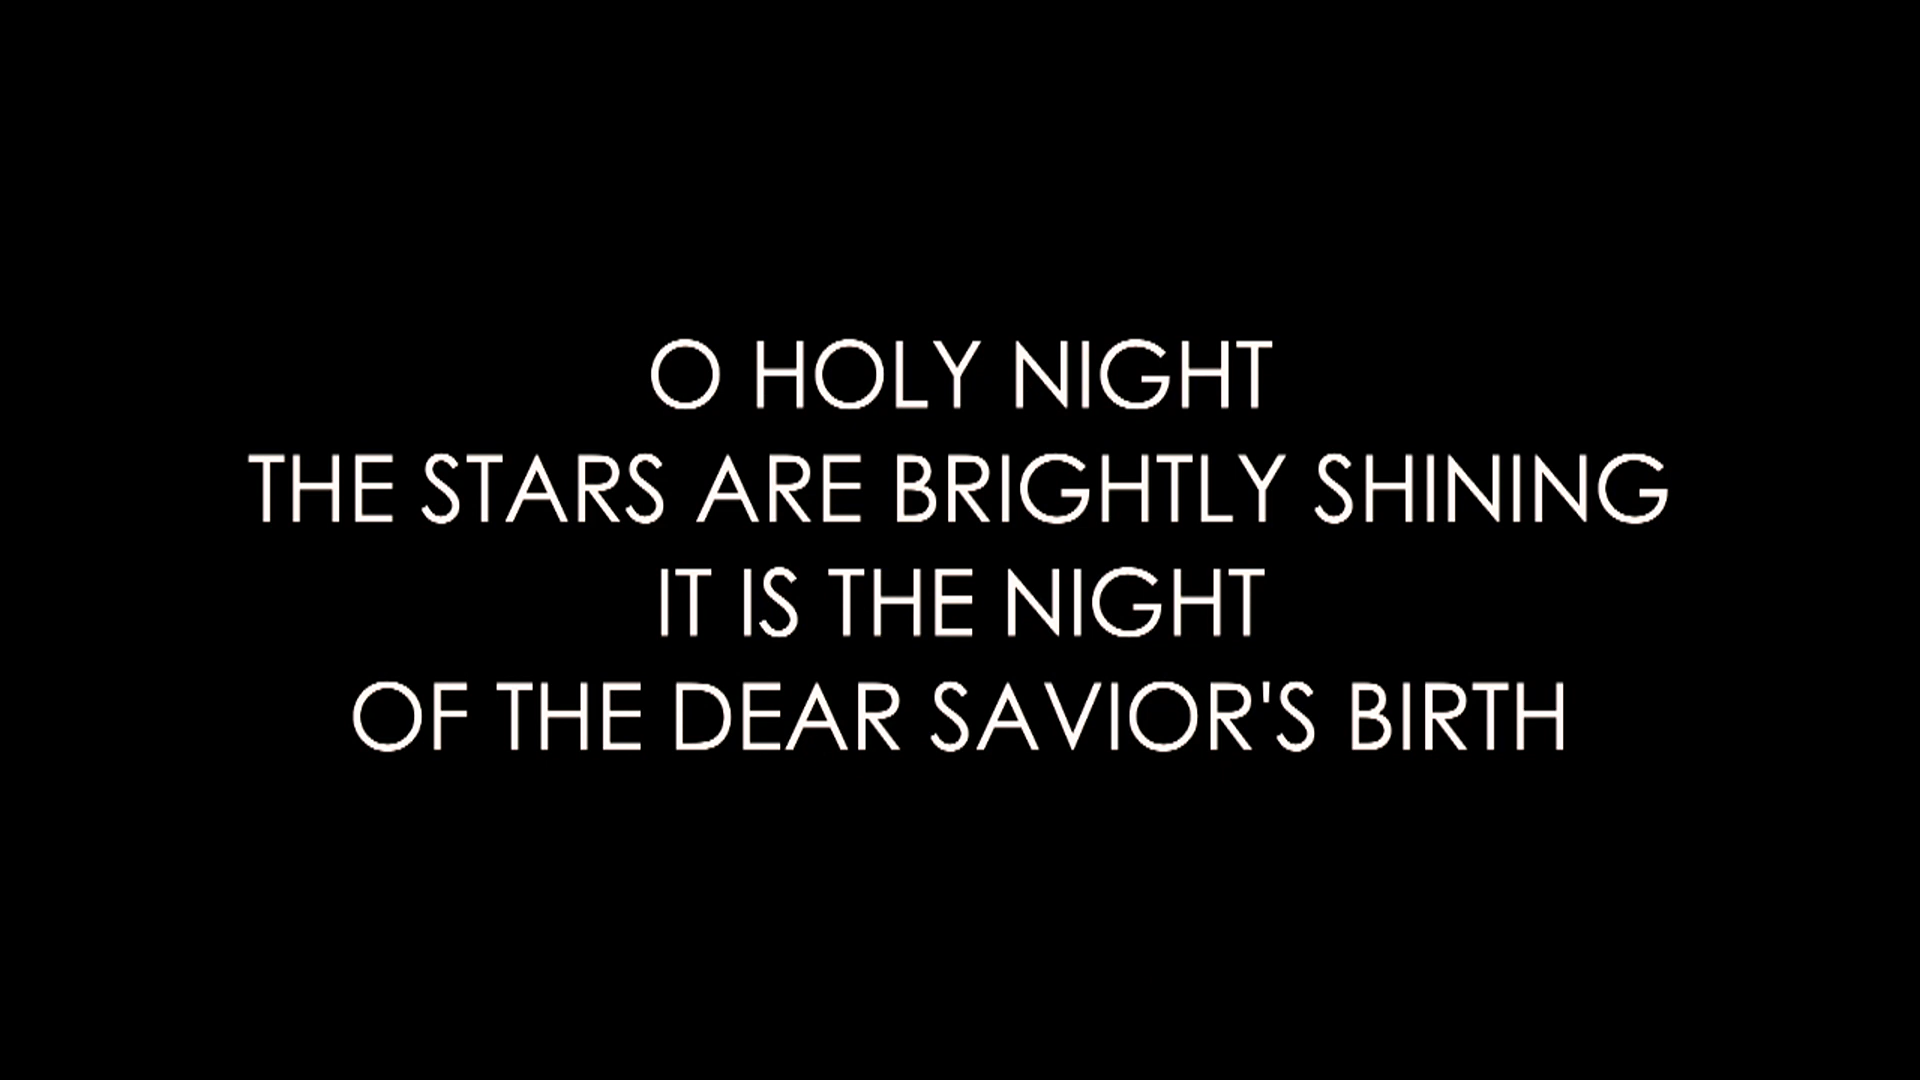 O HOLY NIGHT
THE STARS ARE BRIGHTLY SHINING
IT IS THE NIGHT
OF THE DEAR SAVIOR'S BIRTH